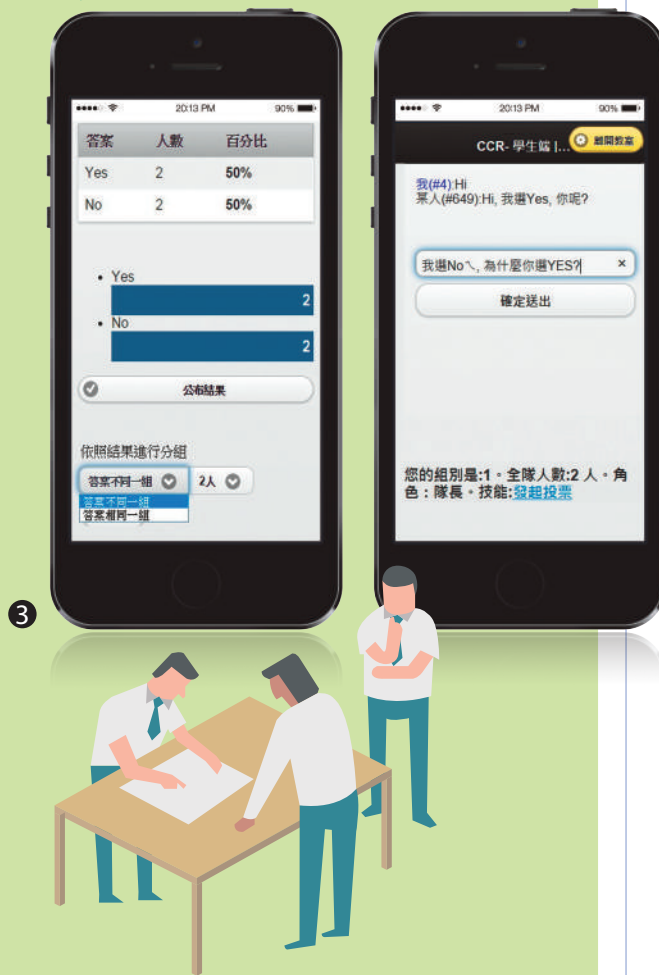 20:13 PM
90%
答案 人數 百分比
Yes 2 50%
No 2 50%
• Yes
2
• No
2
公布結果
依照結果進行分組
答案不同一組 2人
答案不同一組
答案相同一組
20:13 PM
90%
CCR- 學生端 |... 離開教室
我(#4):Hi
某人(#649):Hi, 我選Yes, 你呢?
我選Noㄟ, 為什麼你選YES? ×
確定送出
您的組別是:1。全隊人數:2 人。角
色：隊長。技能:發起投票
3